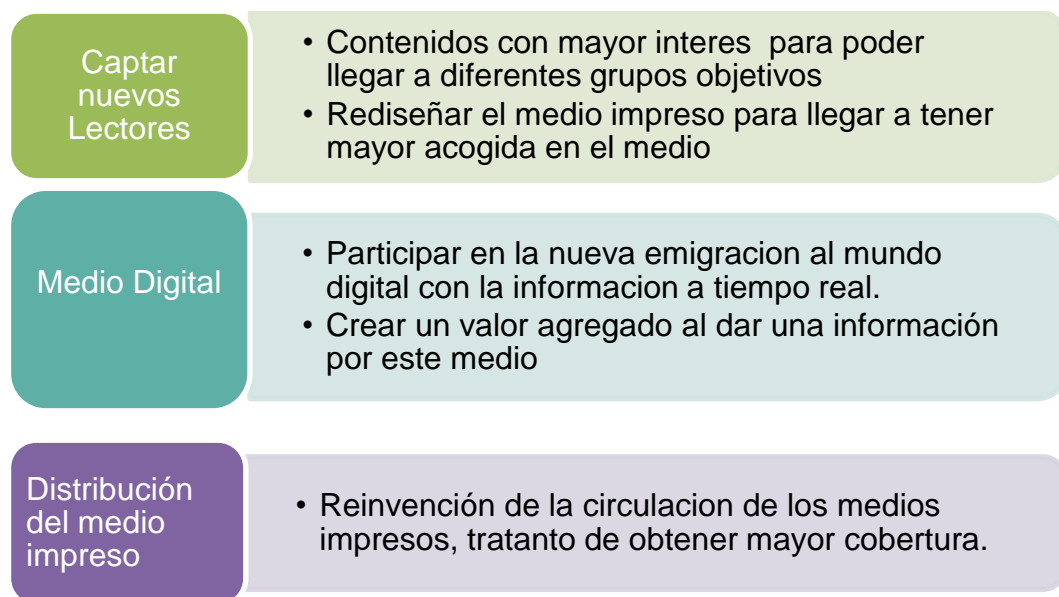 Captar
nuevos
Lectores
• Contenidos con mayor interes  para poder
llegar a diferentes grupos objetivos
• Rediseñar el medio impreso para llegar a tener
mayor acogida en el medio
Medio Digital
• Participar en la nueva emigracion al mundo
digital con la informacion a tiempo real.
• Crear un valor agregado al dar una información
por este medio
Distribución
del medio
impreso
• Reinvención de la circulacion de los medios
impresos, tratanto de obtener mayor cobertura.